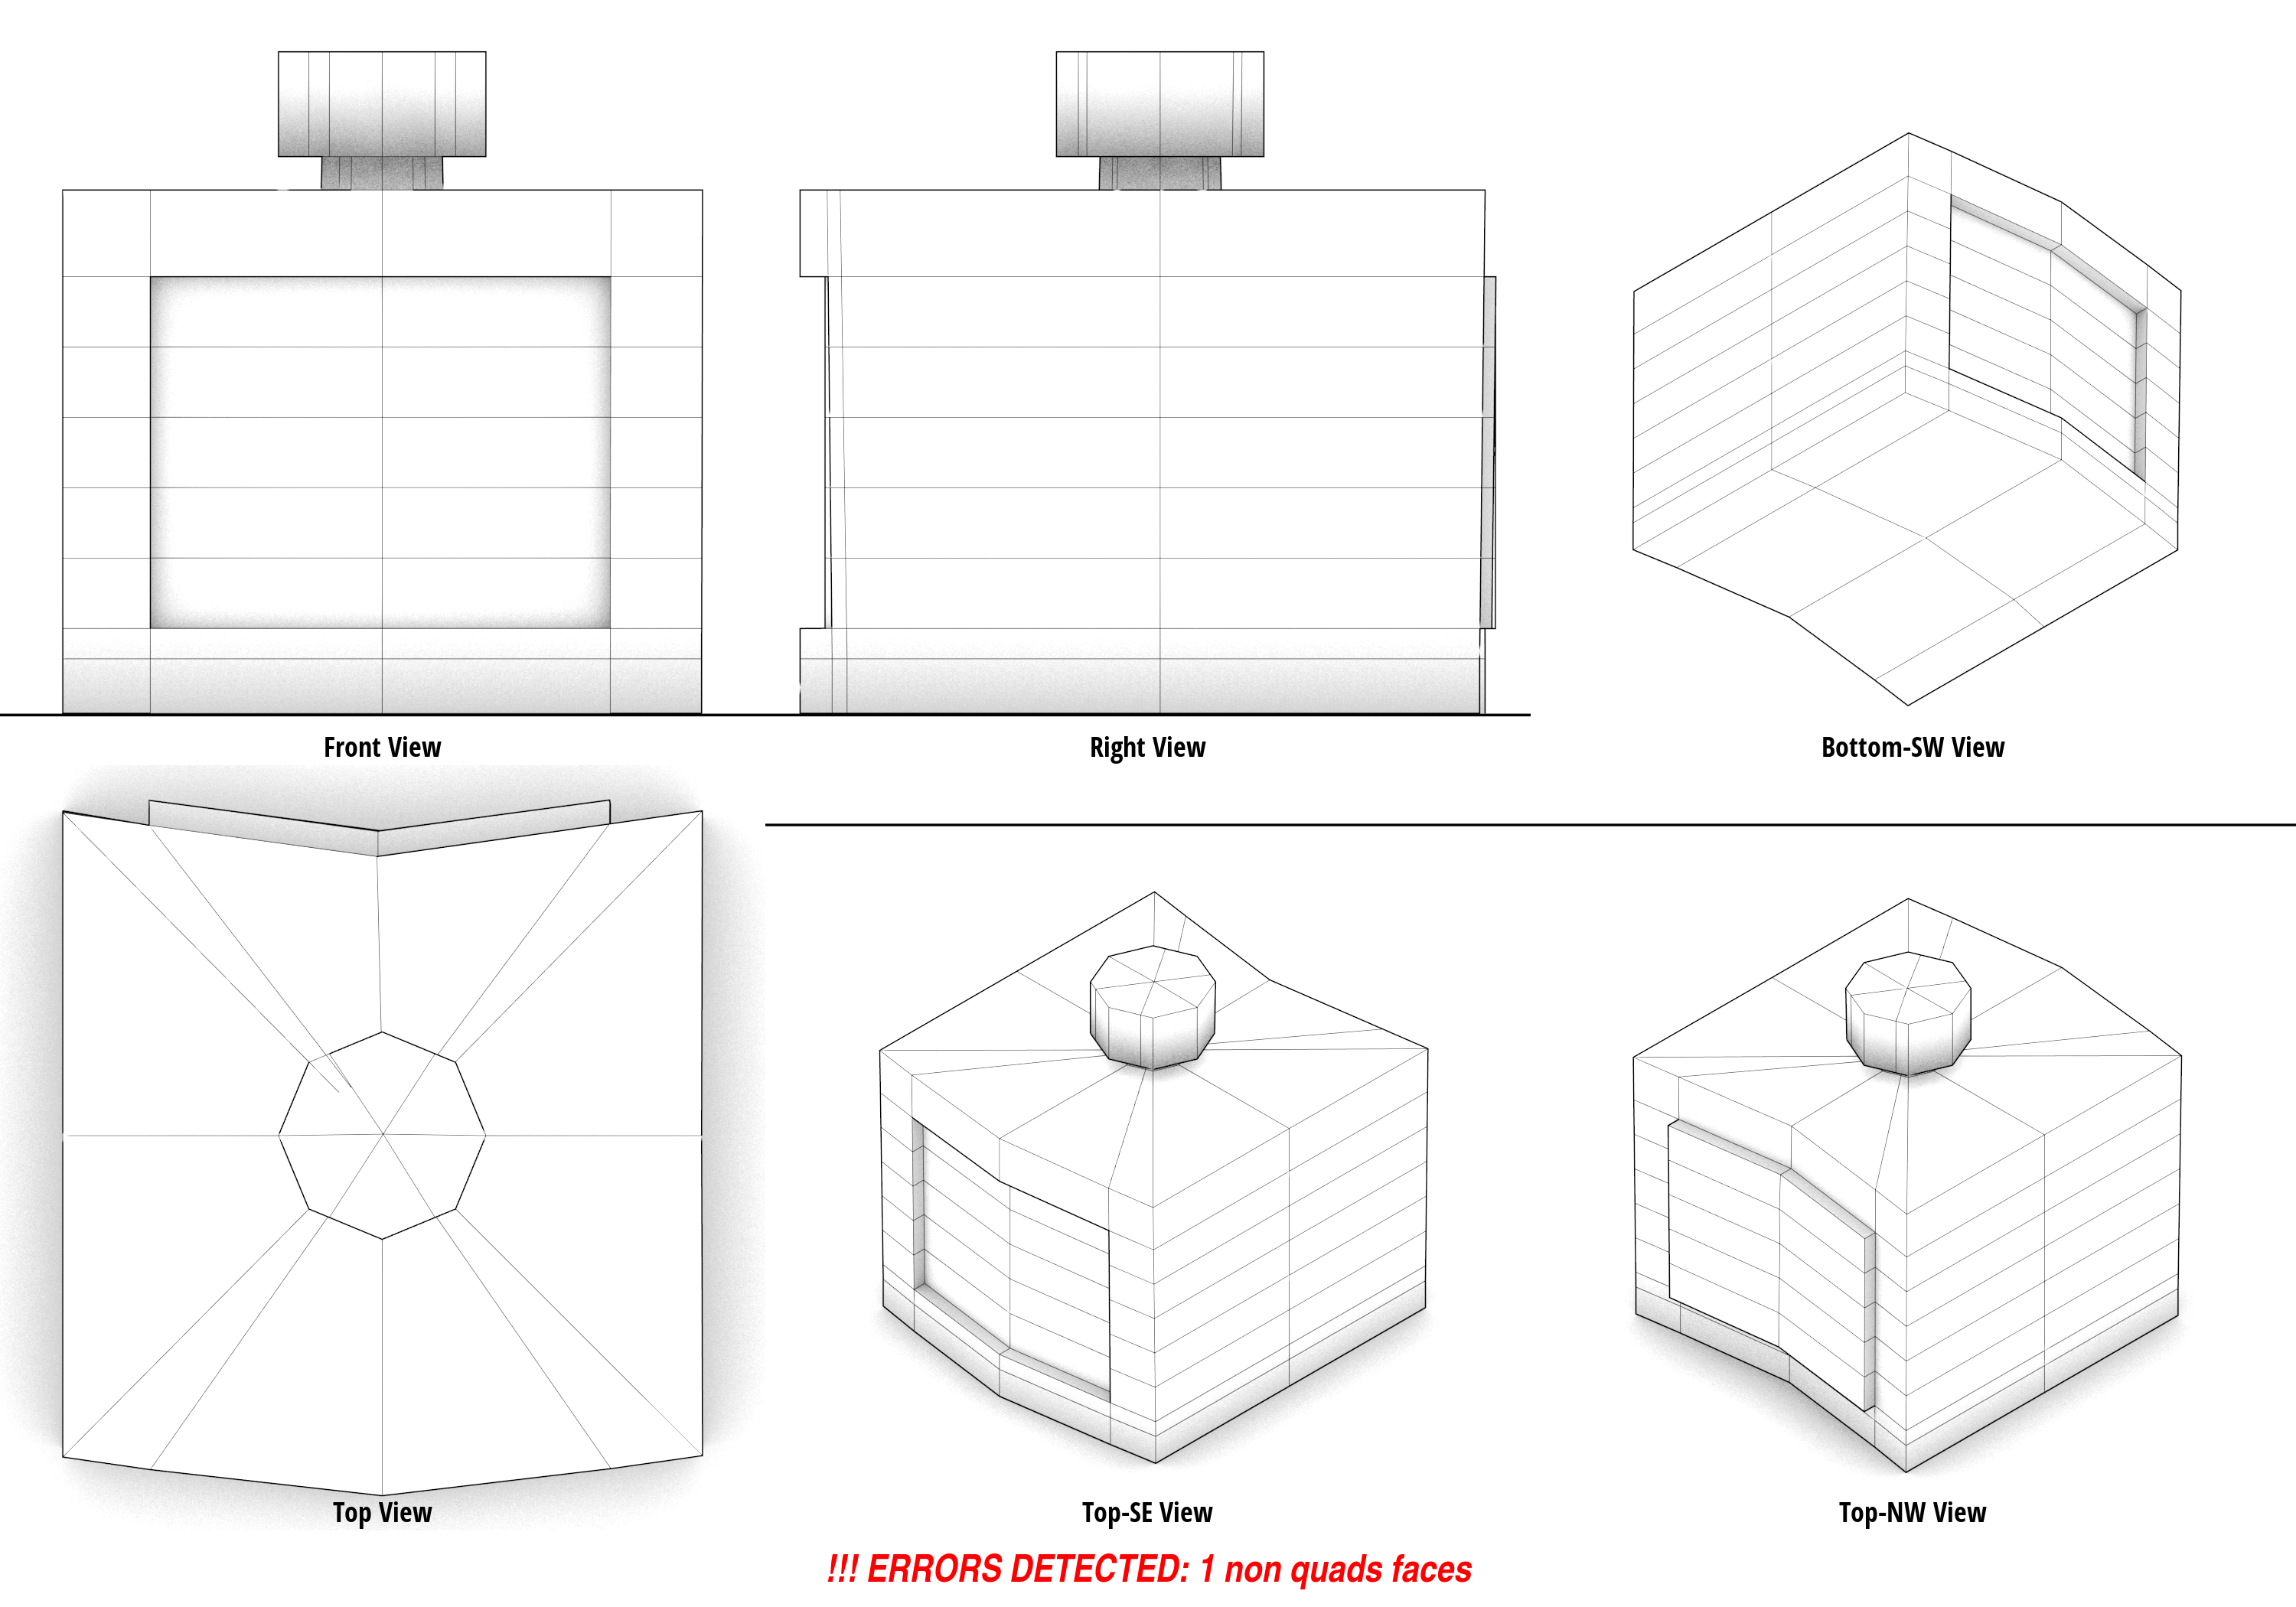 Front View
Right View
Bottom-SW View
Top View
Top-SE View
Top-NW View
!!! ERRORS DETECTED: 1 non quads faces